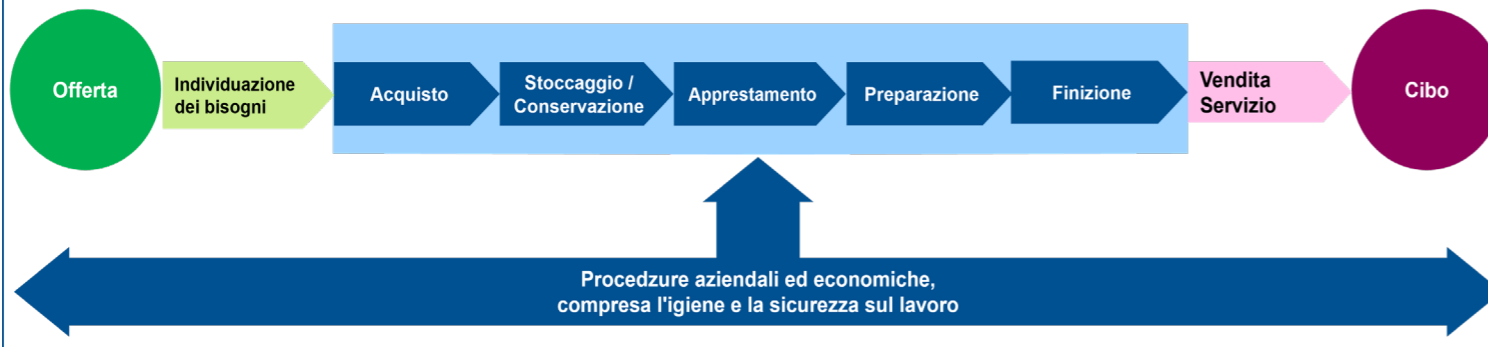 Offerta
Individuazione
dei bisogni
Acquisto
Stoccaggio /
Conservazione
Apprestamento
Preparazione
Finizione
Vendita
Servizio
Cibo
Procedzure aziendali ed economiche,
compresa l'igiene e la sicurezza sul lavoro